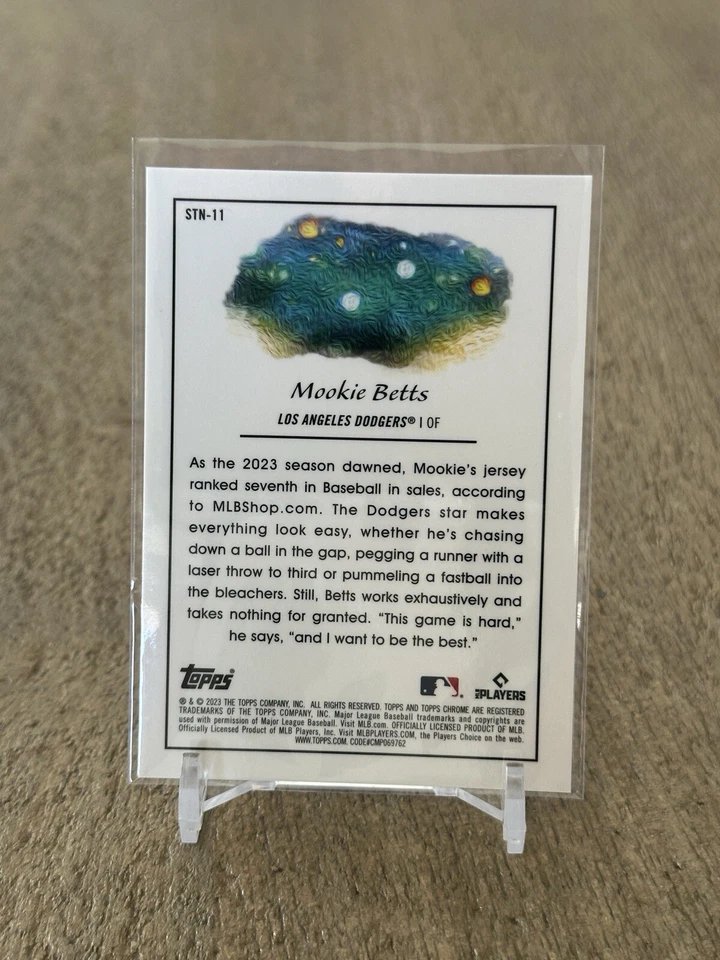 STN-11
Mookie Betts
LOS ANGELES DODGERS® | OF
As the 2023 season dawned, Mookie's jersey
ranked seventh in Baseball in sales, according
to MLBShop.com. The Dodgers star makes
everything look easy, whether he's chasing
down a ball in the gap, pegging a runner with a
laser throw to third or pummeling a fastball into
the bleachers. Still, Betts works exhaustively and
takes nothing for granted. "This game is hard,"
he says, "and I want to be the best."
topps®
MLB PLAYERS
® & © 2023 THE TOPPS COMPANY, INC. ALL RIGHTS RESERVED. TOPPS AND TOPPS CHROME ARE REGISTERED
TRADEMARKS OF THE TOPPS COMPANY, INC. Major League Baseball trademarks and copyrights are
used with permission of Major League Baseball. Visit MLB.com. OFFICIALLY LICENSED PRODUCT OF MLB.
Officially Licensed Product of MLB Players, Inc. Visit MLBPLAYERS.COM, the Players Choice on the web.
WWW.TOPPS.COM. CODE#CMP069762